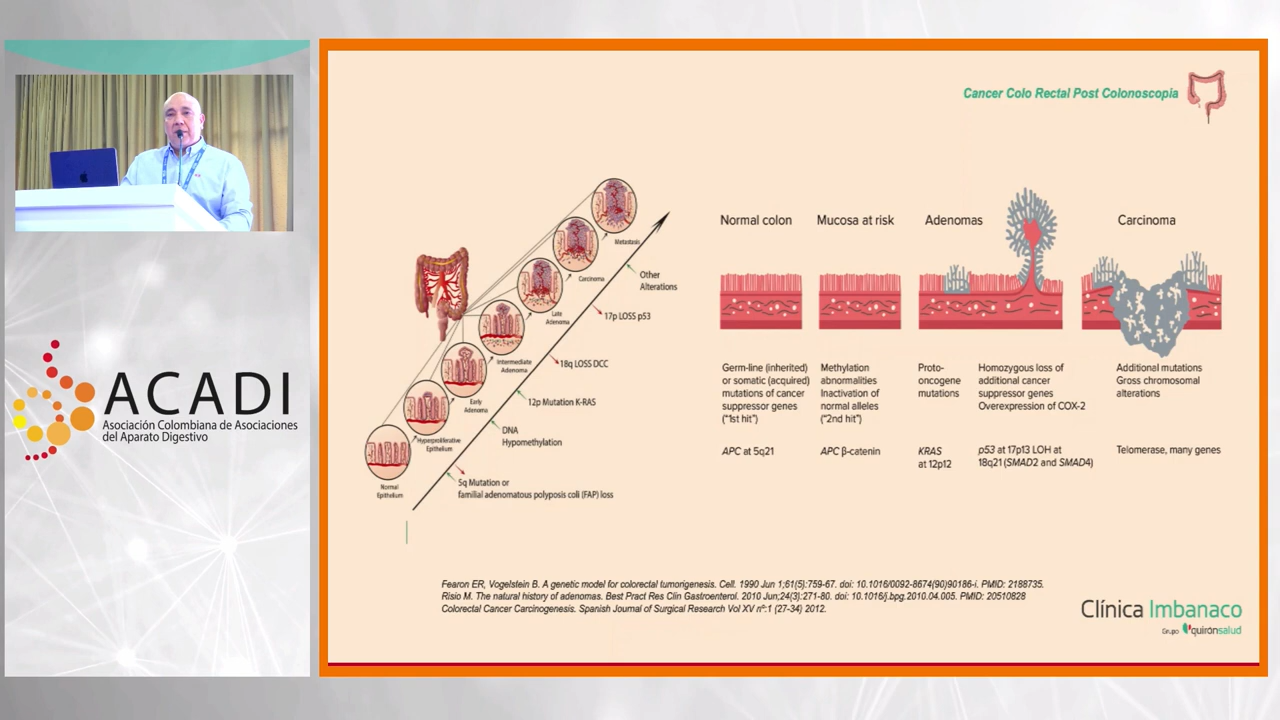 Cancer Colo Rectal Post Colonoscopía
ACADI
Asociación Colombiana de Asociaciones
del Aparato Digestivo
Metastasis
Carcinoma
Late
Adenoma
Intermediate
Adenoma
Early
Adenoma
Hyperproliferative
Epithelium
Normal
Epithelium
Other
Alterations
17p LOSS p53
18q LOSS DCC
12p Mutation K-RAS
DNA
Hypomethylation
5q Mutation or
familial adenomatous polyposis coli (FAP) loss
Normal colon
Mucosa at risk
Adenomas
Carcinoma
Germ-line (inherited)
or somatic (acquired)
mutations of cancer
suppressor genes
("1st hit")
Methylation
abnormalities
Inactivation of
normal alleles
("2nd hit")
Proto-
oncogene
mutations
Homozygous loss of
additional cancer
suppressor genes
Overexpression of COX-2
Additional mutations
Gross chromosomal
alterations
APC at 5q21
APC β-catenin
KRAS
at 12p12
p53 at 17p13 LOH at
18q21 (SMAD2 and SMAD4)
Telomerase, many genes
Fearon ER, Vogelstein B. A genetic model for colorectal tumorigenesis. Cell. 1990 Jun 1;61(5):759-67. doi: 10.1016/0092-8674(90)90186-i. PMID: 2188735.
Risio M. The natural history of adenomas. Best Pract Res Clin Gastroenterol. 2010 Jun;24(3):271-80. doi: 10.1016/j.bpg.2010.04.005. PMID: 20510828
Colorectal Cancer Carcinogenesis. Spanish Journal of Surgical Research Vol XV nº:1 (27-34) 2012.
Clínica Imbanaco
Grupo quirónsalud